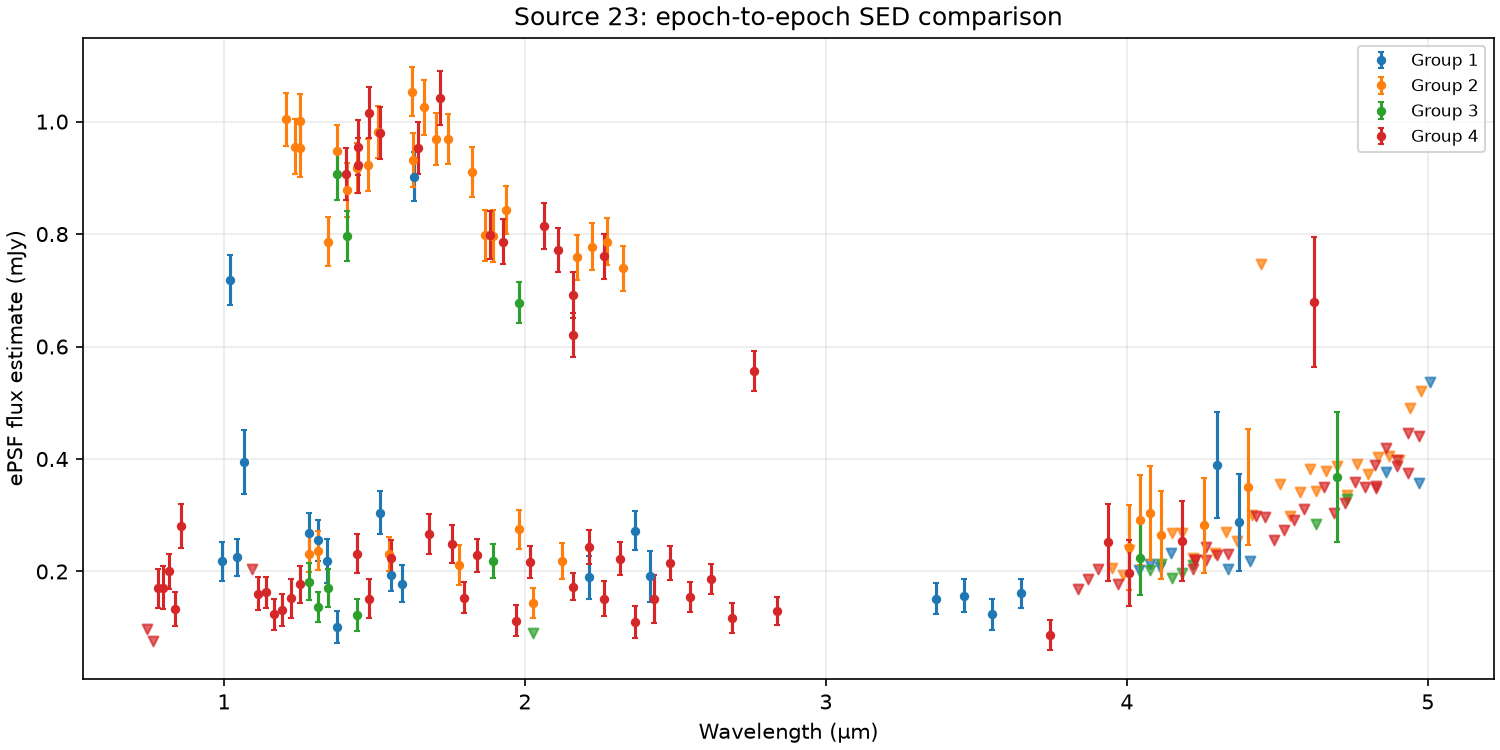 Source 23: epoch-to-epoch SED comparison
Group 1
Group 2
Group 3
Group 4
ePSF flux estimate (mJy)
1.0
0.8
0.6
0.4
0.2
1 2 3 4 5
Wavelength (μm)